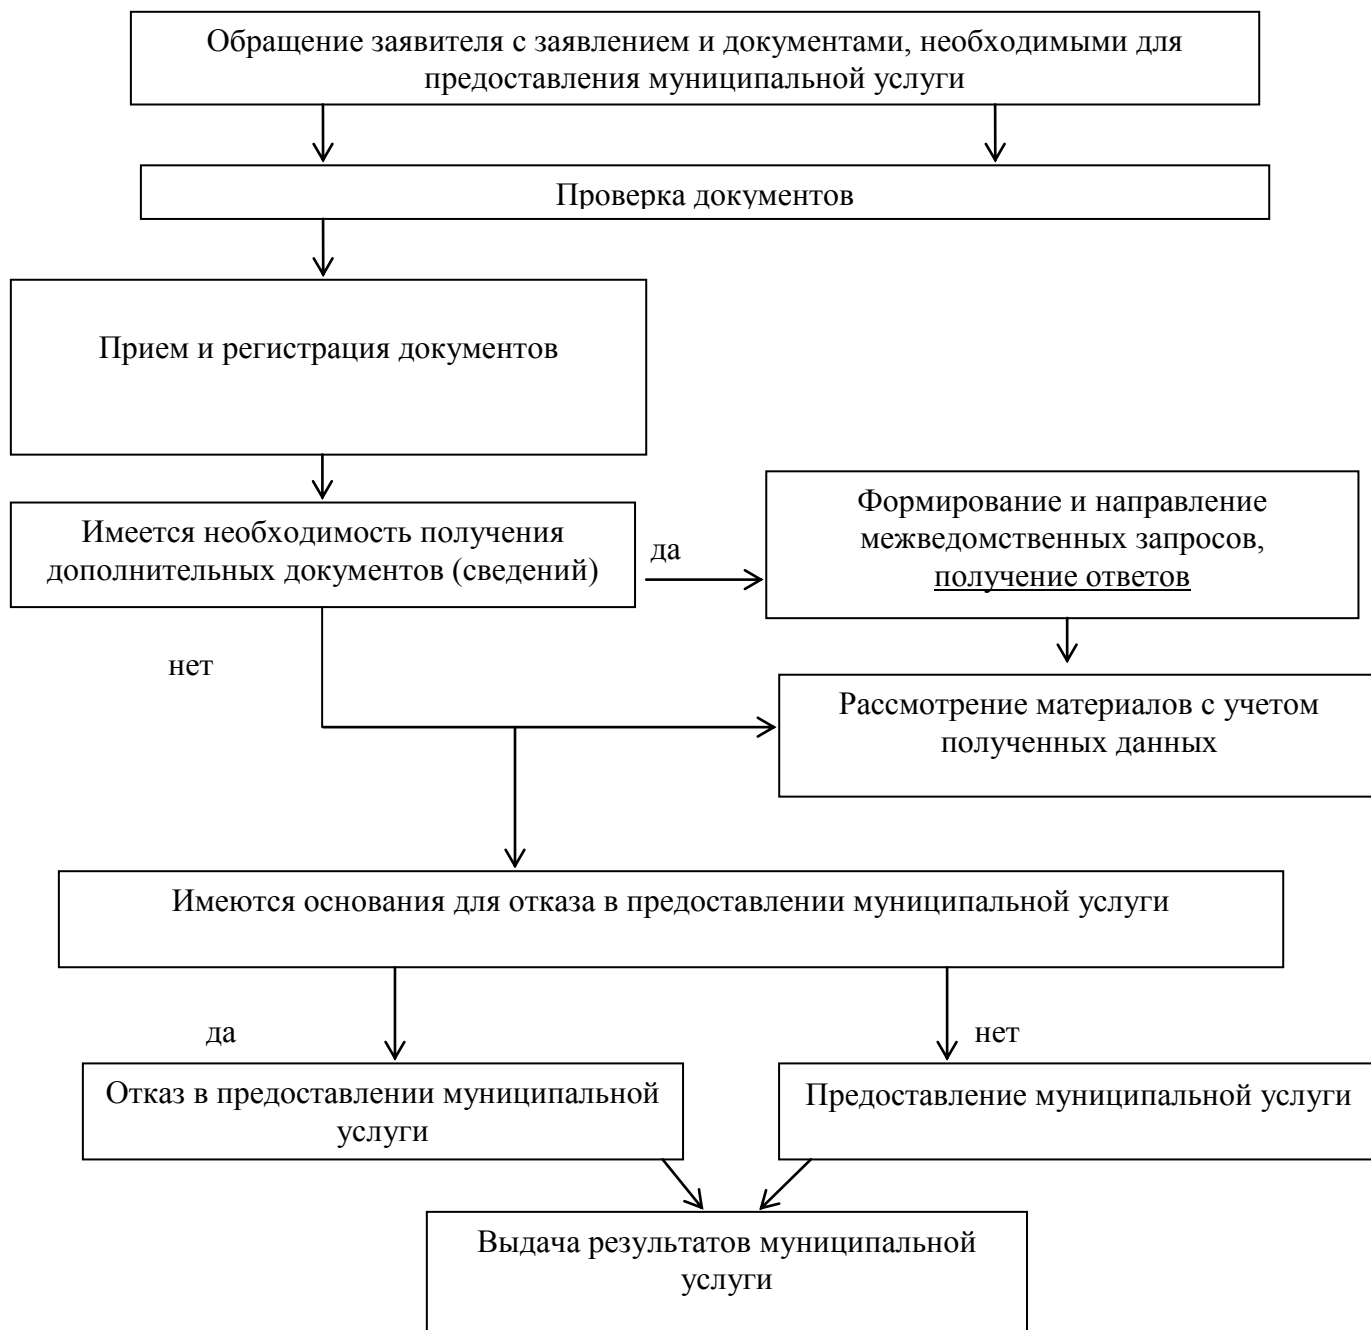 Обращение заявителя с заявлением и документами, необходимыми для
предоставления муниципальной услуги
Проверка документов
Прием и регистрация документов
Имеется необходимость получения
дополнительных документов (сведений)
да
Формирование и направление
межведомственных запросов,
получение ответов
нет
Рассмотрение материалов с учетом
полученных данных
Имеются основания для отказа в предоставлении муниципальной услуги
да
нет
Отказ в предоставлении муниципальной
услуги
Предоставление муниципальной услуги
Выдача результатов муниципальной
услуги